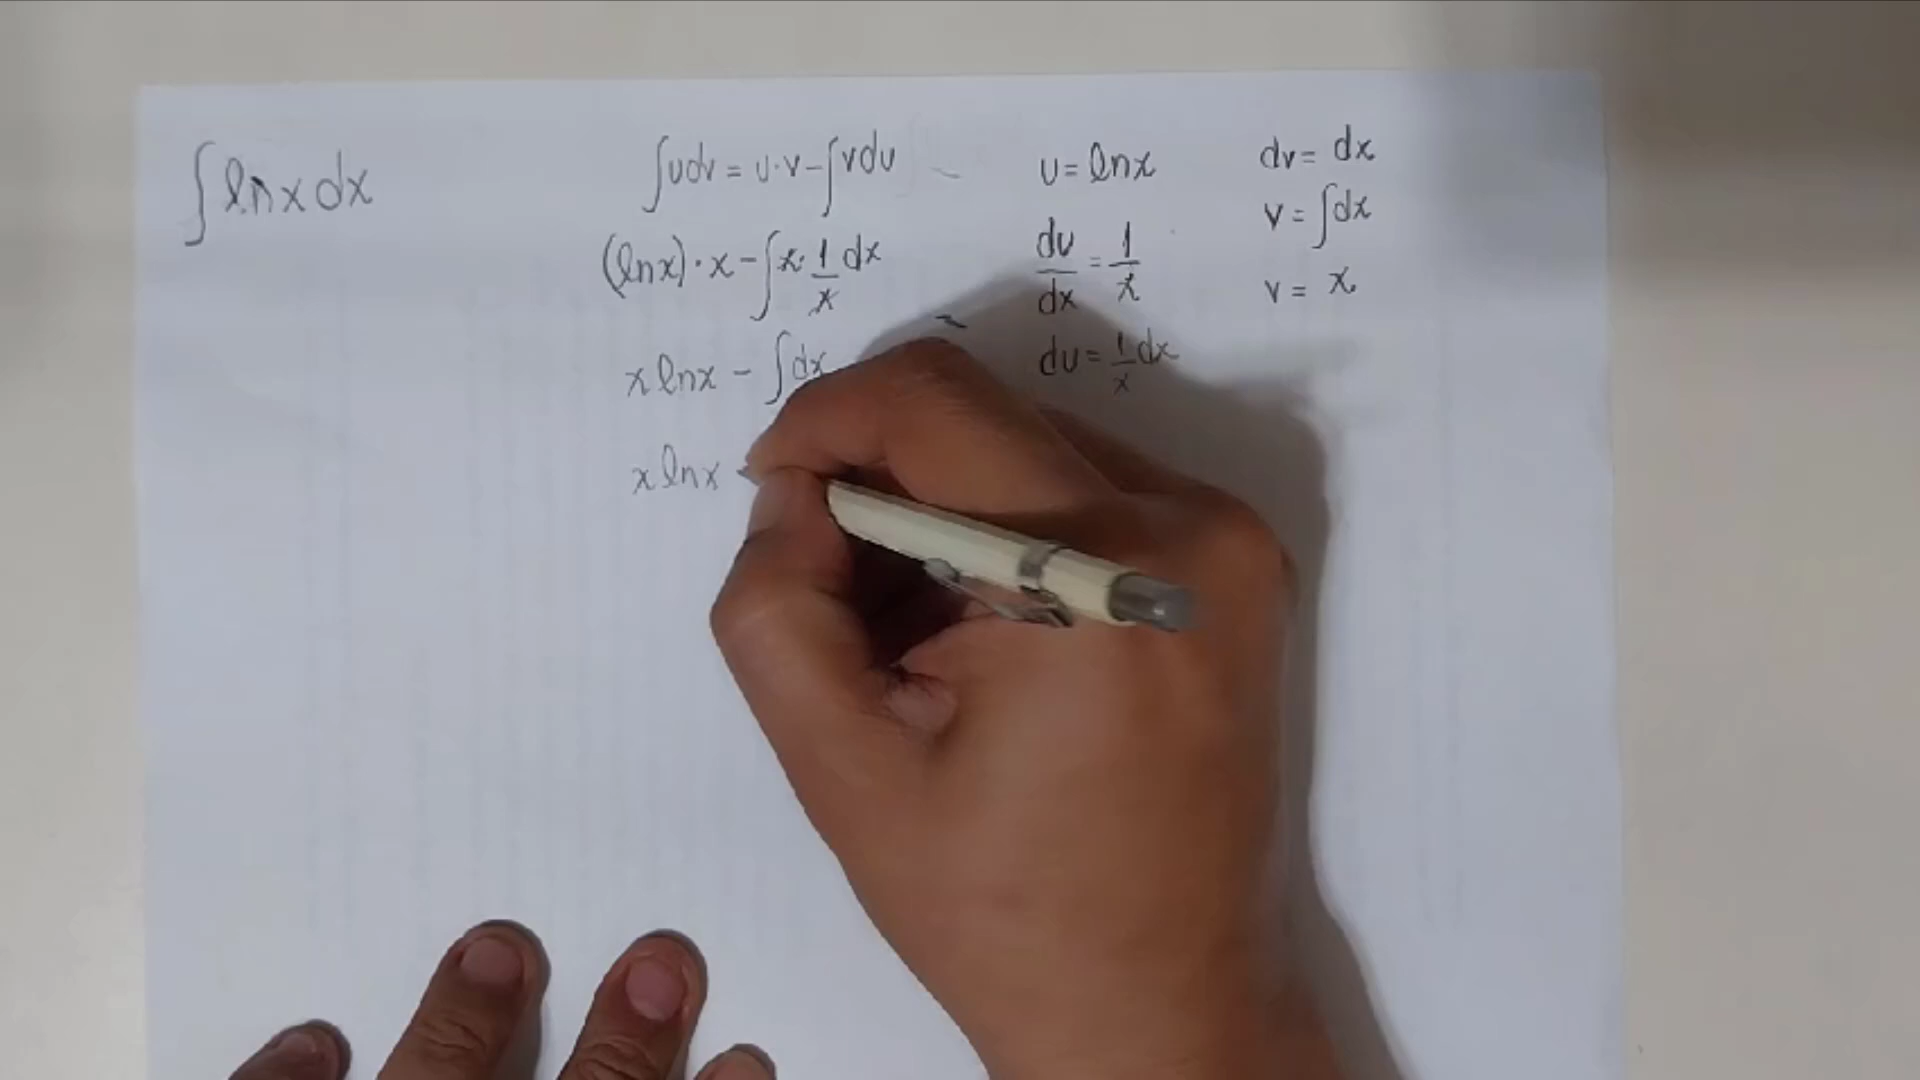 ∫ ln x dx
∫ u dv = u · v - ∫ v du
(ln x) · x - ∫ x · 1/x dx
x ln x - ∫ dx
x ln x -
u = ln x
du/dx = 1/x
du = 1/x dx
dv = dx
v = ∫ dx
v = x